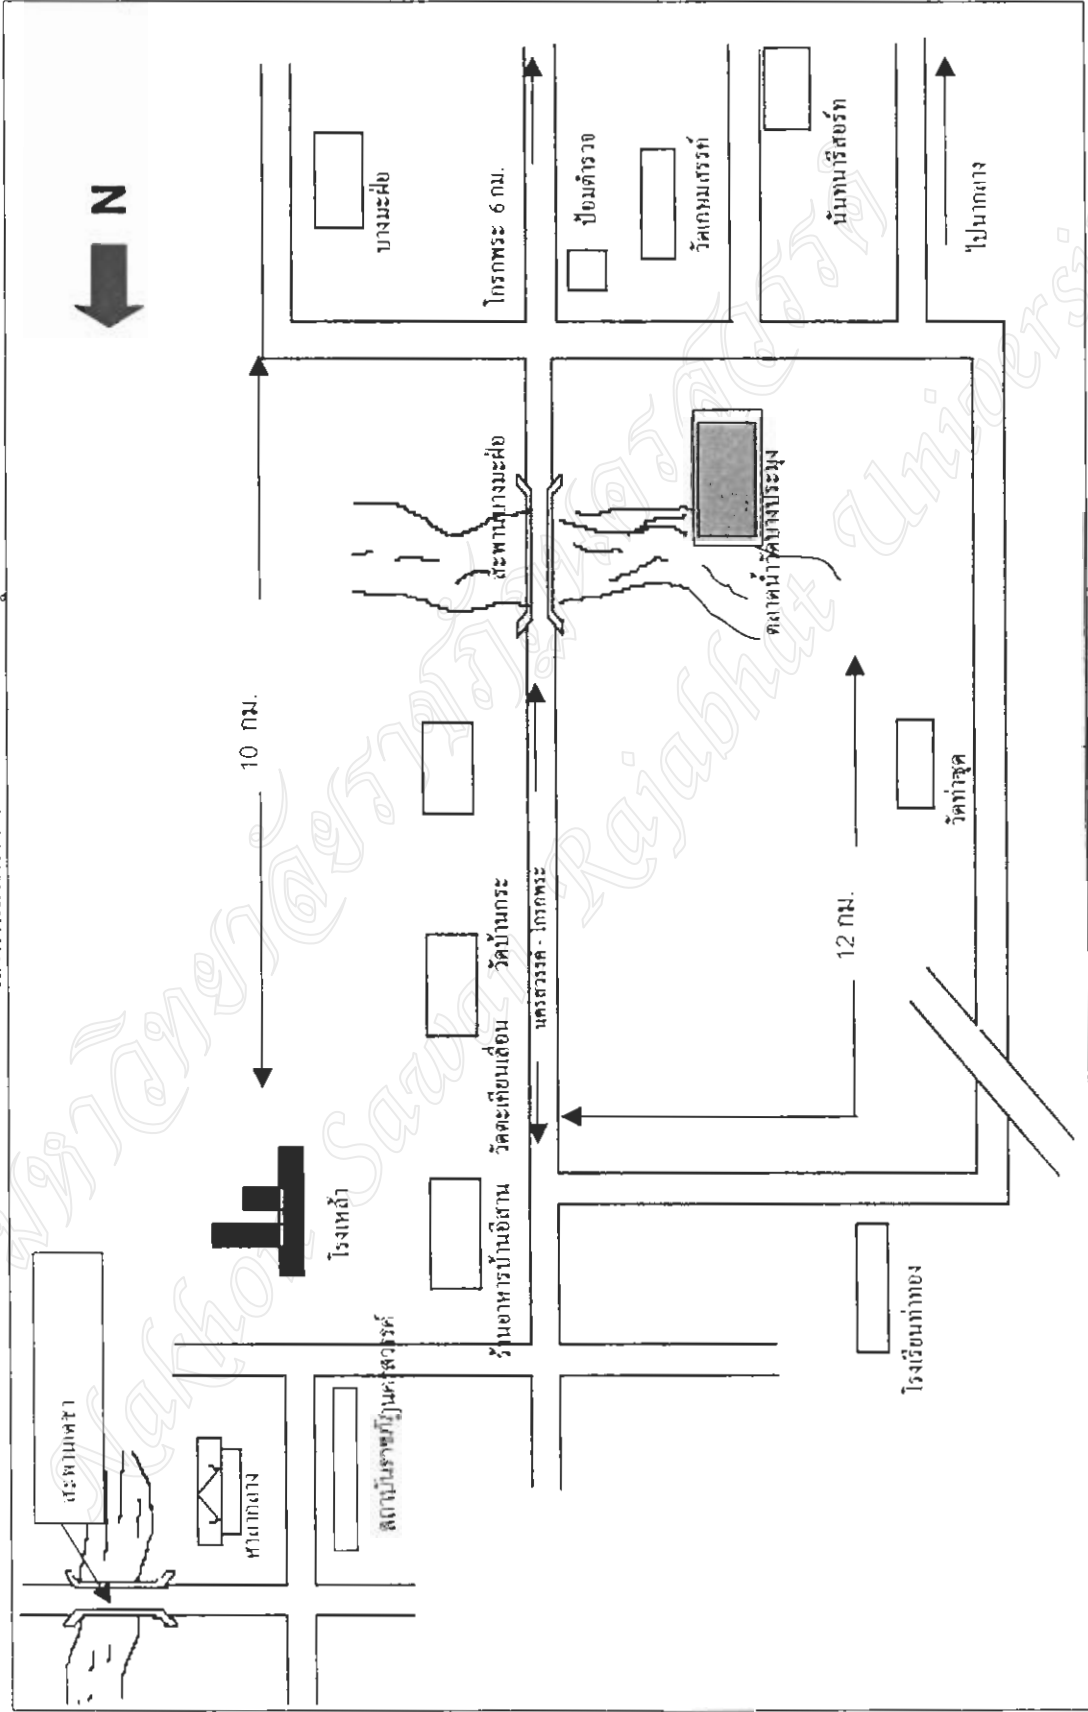 N
สะพานเดชา
ศาลากลาง
สถาบันราชภัฏนครสวรรค์
โรงเหล้า
10 กม.
บางมะฝ่อ
ร้านอาหารบ้านอิสาน
วัดตะเคียนเลื่อน
วัดบ้านกระ
สะพานบางมะฝ่อ
โกรกพระ 6 กม.
นครสวรรค์ - โกรกพระ
ป้อมตำรวจ
วัดเกษมสรรค์
ตลาดน้ำวัดบางประมุง
นันทนารีสอร์ท
12 กม.
โรงเรียนท่าทอง
วัดท่าซุด
ไปนากลาง
Nakhon Sawan Rajabhat Universi